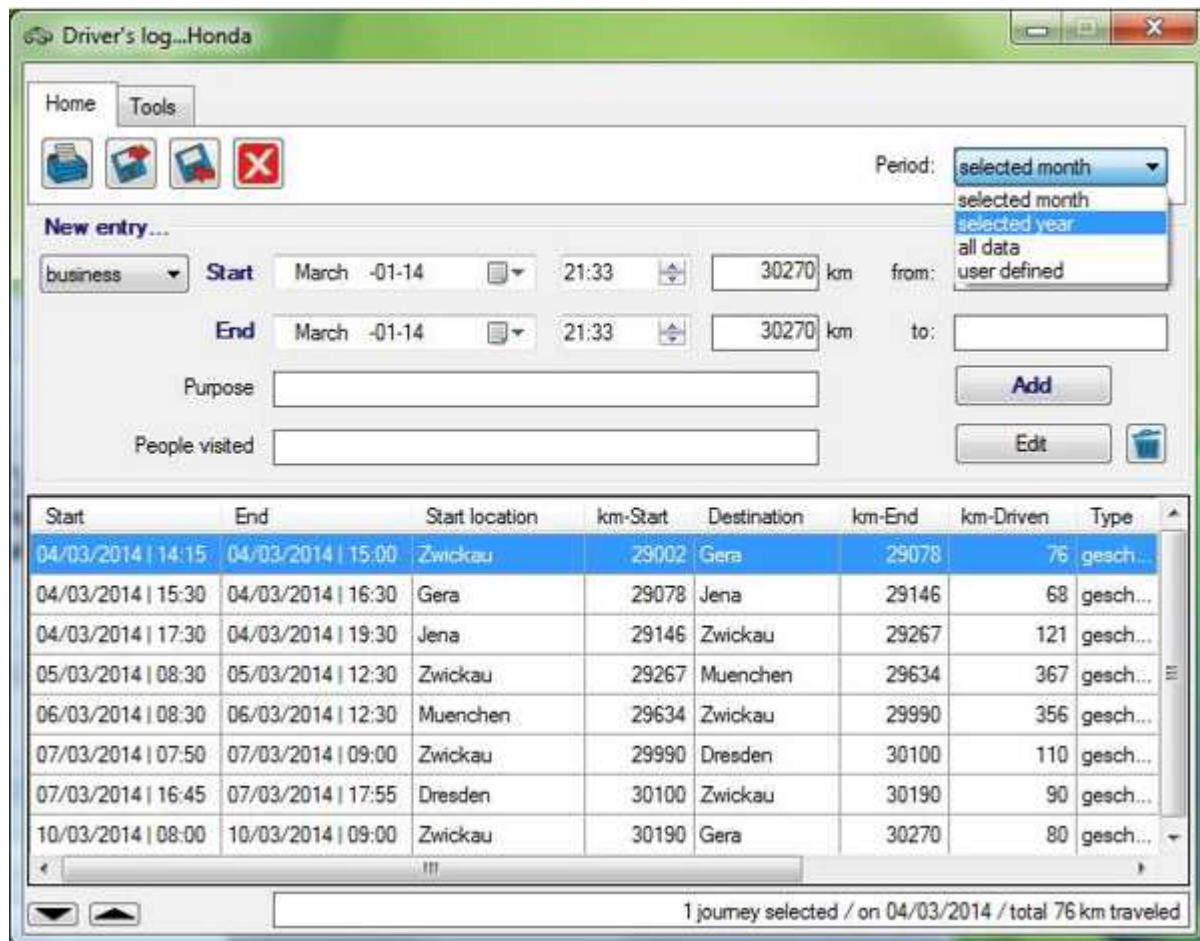 Driver's log...Honda
Home Tools
Period: selected month
selected month
selected year
all data
user defined
New entry...
business Start March -01-14 21:33 30270 km from:
End March -01-14 21:33 30270 km to:
Purpose Add
People visited Edit
Start End Start location km-Start Destination km-End km-Driven Type
04/03/2014 | 14:15 04/03/2014 | 15:00 Zwickau 29002 Gera 29078 76 gesch...
04/03/2014 | 15:30 04/03/2014 | 16:30 Gera 29078 Jena 29146 68 gesch...
04/03/2014 | 17:30 04/03/2014 | 19:30 Jena 29146 Zwickau 29267 121 gesch...
05/03/2014 | 08:30 05/03/2014 | 12:30 Zwickau 29267 Muenchen 29634 367 gesch...
06/03/2014 | 08:30 06/03/2014 | 12:30 Muenchen 29634 Zwickau 29990 356 gesch...
07/03/2014 | 07:50 07/03/2014 | 09:00 Zwickau 29990 Dresden 30100 110 gesch...
07/03/2014 | 16:45 07/03/2014 | 17:55 Dresden 30100 Zwickau 30190 90 gesch...
10/03/2014 | 08:00 10/03/2014 | 09:00 Zwickau 30190 Gera 30270 80 gesch...
1 journey selected / on 04/03/2014 / total 76 km traveled